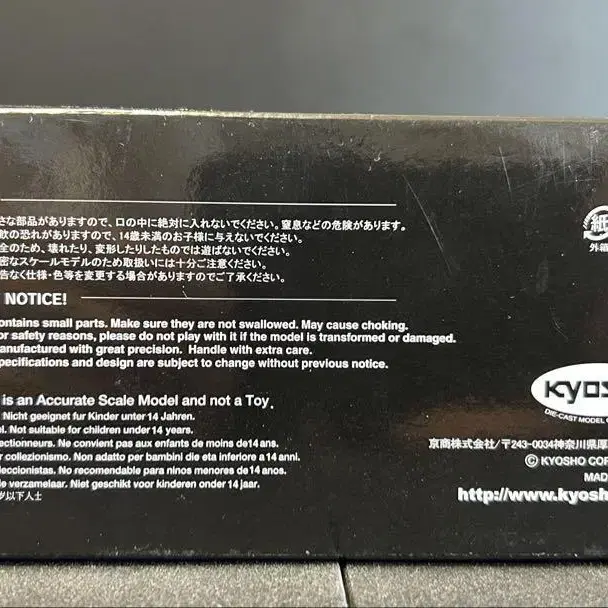 さな部品がありますので、口の中に絶対に入れないでください。窒息などの危険があります。
飲の恐れがありますので、14歳未満のお子様に与えないでください。
全のため、壊れたり、変形したりしたものでは遊ばないでください。
密なスケールモデルのため取扱いには十分ご注意ください。
告なく仕様・色等を変更する場合がありますのでご了承ください。
NOTICE!
ontains small parts. Make sure they are not swallowed. May cause choking.
or safety reasons, please do not play with it if the model is transformed or damaged.
anufactured with great precision. Handle with extra care.
pecifications and design are subject to change without previous notice.
is an Accurate Scale Model and not a Toy.
Nicht geeignet fur Kinder unter 14 Jahren.
l. Not suitable for children under 14 years.
ectionneurs. Ne convient pas aux enfants de moins de 14 ans.
r collezionismo. Non adatto per bambini die eta inferiore a 14 anni.
leccionistas. No recomendable para ninos menores de 14 anos.
e verzamelaar. Niet geschikt voor kinderen onder 14 jaar.
岁以下人士
紙
外箱
KYOS
DIE-CAST MODEL
京商株式会社/〒243-0034神奈川県厚
© KYOSHO COR
MAD
http://www.kyosh